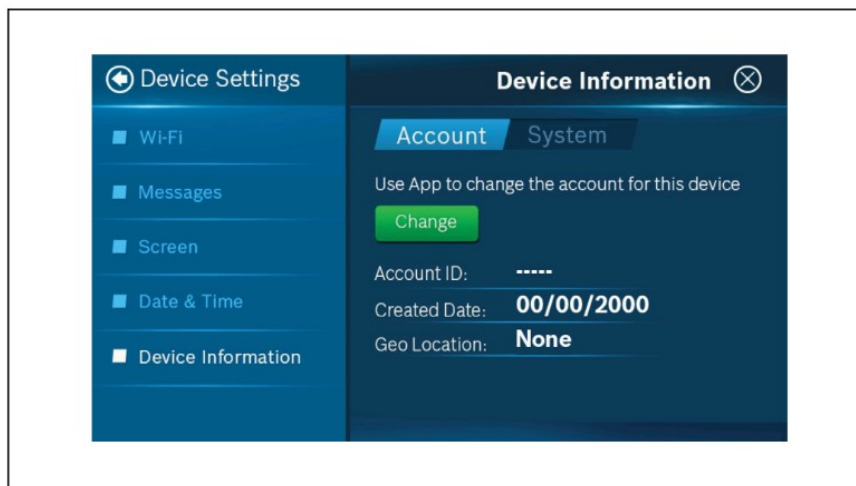 Device Settings
Wi-Fi
Messages
Screen
Date & Time
Device Information
Device Information
Account System
Use App to change the account for this device
Change
Account ID: -----
Created Date: 00/00/2000
Geo Location: None